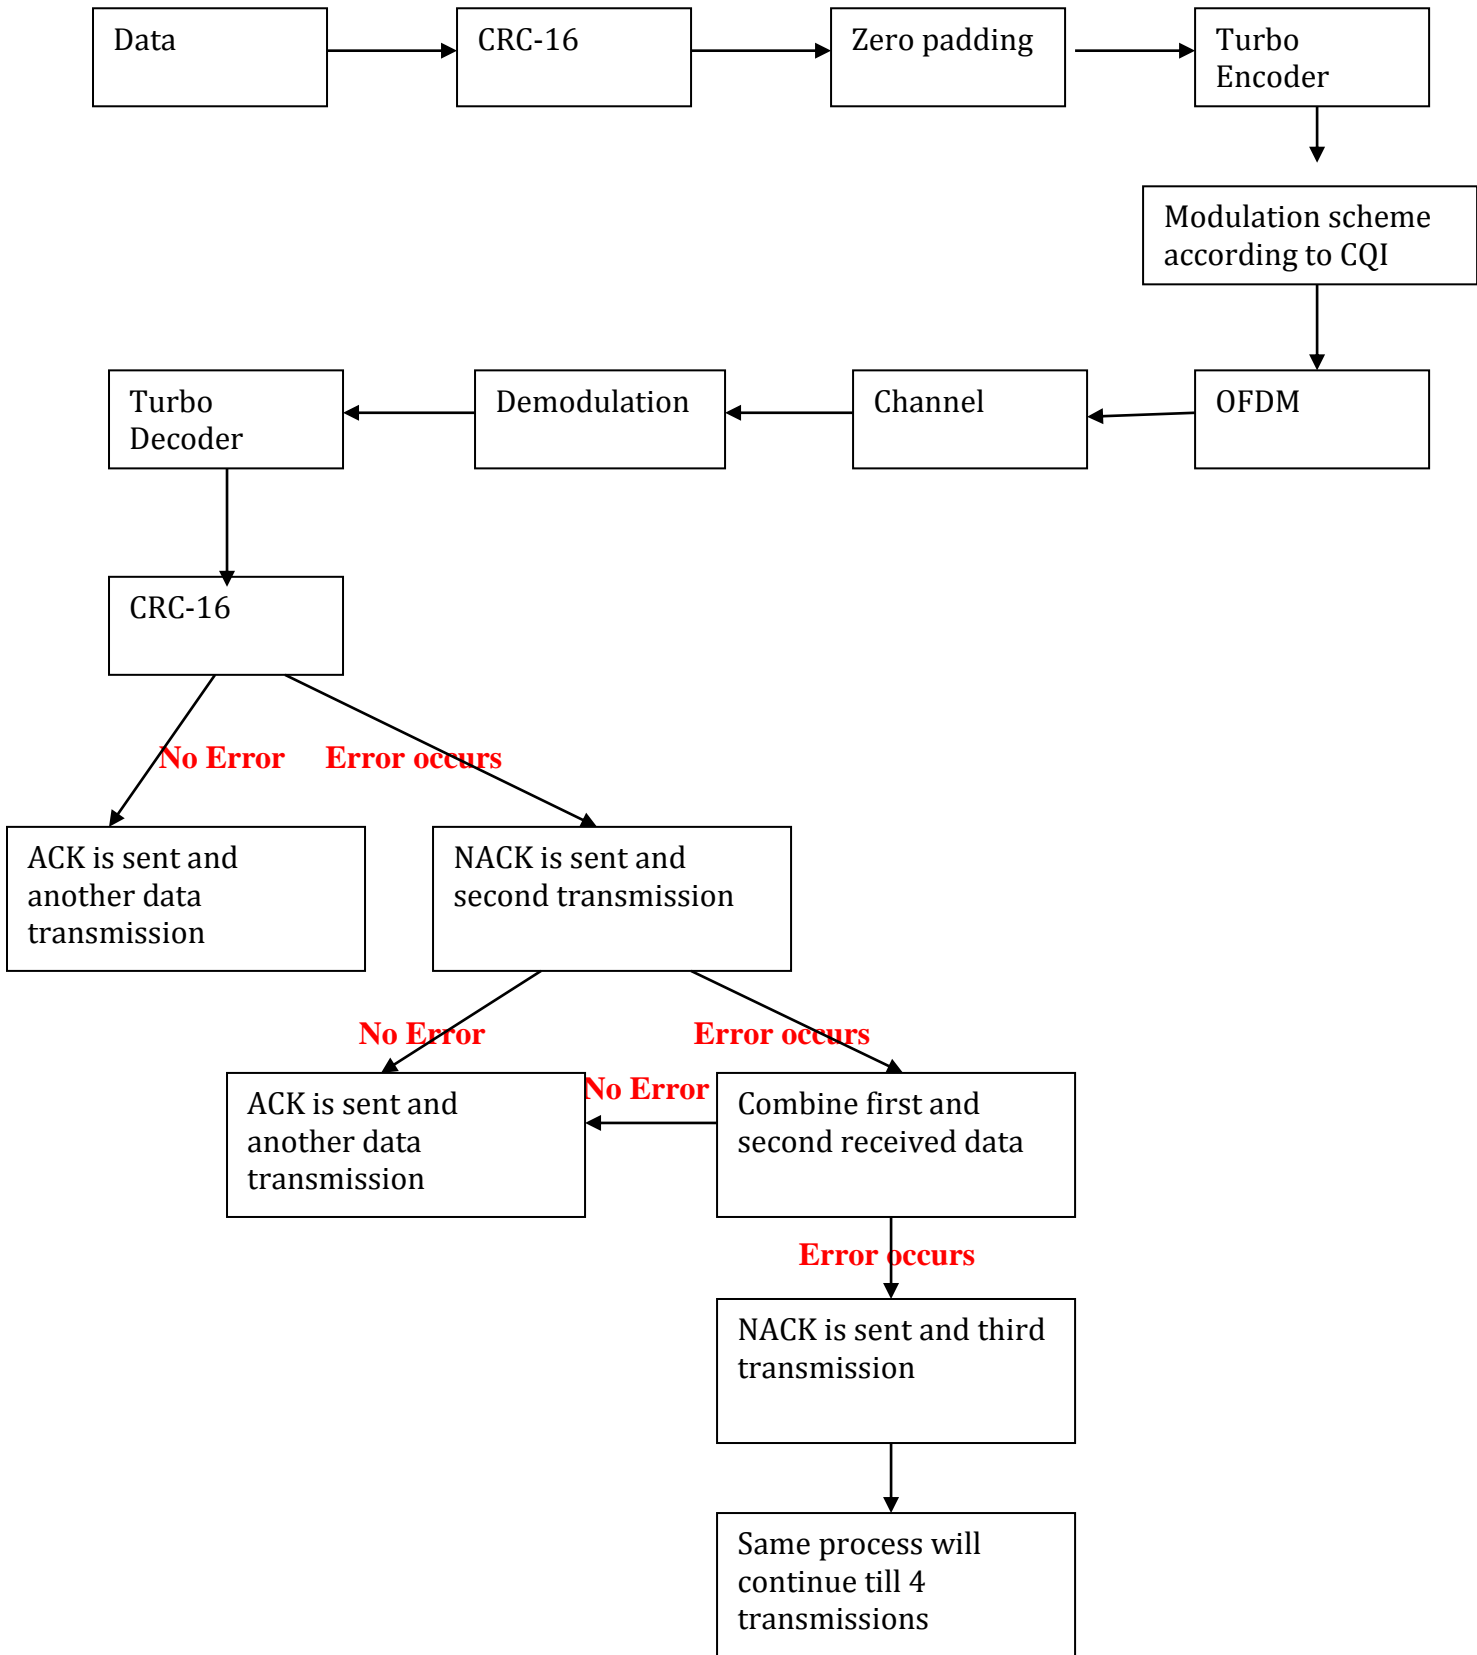 Data
CRC-16
Zero padding
Turbo
Encoder
Modulation scheme
according to CQI
Turbo
Decoder
Demodulation
Channel
OFDM
CRC-16
No Error
Error occurs
ACK is sent and
another data
transmission
NACK is sent and
second transmission
No Error
Error occurs
No Error
ACK is sent and
another data
transmission
Combine first and
second received data
Error occurs
NACK is sent and third
transmission
Same process will
continue till 4
transmissions